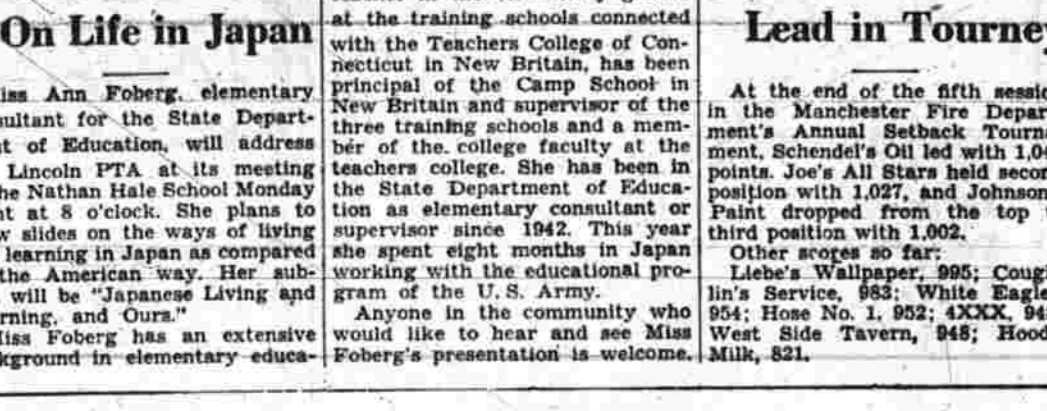 On Life in Japan
iss Ann Foberg, elementary
sultant for the State Depart-
t of Education, will address
Lincoln PTA at its meeting
he Nathan Hale School Monday
ht at 8 o'clock. She plans to
w slides on the ways of living
learning in Japan as compared
the American way. Her sub-
will be "Japanese Living and
rning, and Ours."
iss Foberg has an extensive
kground in elementary educa-
at the training schools connected
with the Teachers College of Con-
necticut in New Britain, has been
principal of the Camp School in
New Britain and supervisor of the
three training schools and a mem-
ber of the college faculty at the
teachers college. She has been in
the State Department of Educa-
tion as elementary consultant or
supervisor since 1942. This year
she spent eight months in Japan
working with the educational pro-
gram of the U. S. Army.
Anyone in the community who
would like to hear and see Miss
Foberg's presentation is welcome.
Lead in Tourney
At the end of the fifth sessio
in the Manchester Fire Depar
ment's Annual Setback Tourna
ment, Schendel's Oil led with 1,04
points. Joe's All Stars held secon
position with 1,027, and Johnson
Paint dropped from the top
third position with 1,002.
Other scores so far:
Liebe's Wallpaper, 995; Cough
lin's Service, 983; White Eagle
954; Hose No. 1, 952; 4XXX, 94
West Side Tavern, 948; Hood
Milk, 821.